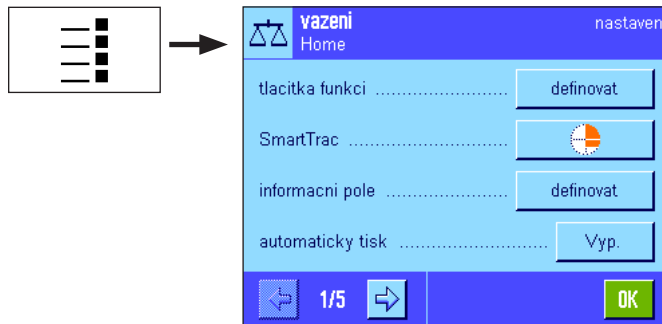 vazeni
nastaven
Home
tlacitka funkci ........................ definovat
SmartTrac .............................
informacni pole ...................... definovat
automaticky tisk ........................... Vyp.
1/5
OK